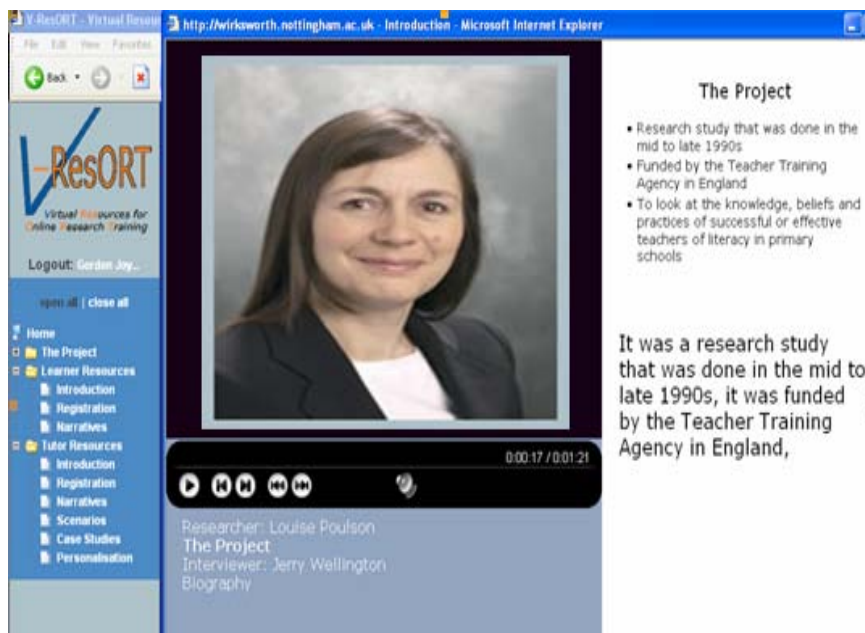 V-ResORT - Virtual Resour
http://wirksworth.nottingham.ac.uk - Introduction - Microsoft Internet Explorer
File Edit View Favorites
Back
V-ResORT
Virtual Resources for
Online Research Training
Logout: Gordon Joy...
open all | close all
Home
The Project
Learner Resources
Introduction
Registration
Narratives
Tutor Resources
Introduction
Registration
Narratives
Scenarios
Case Studies
Personalisation
0:00:17 / 0:01:21
Researcher: Louise Poulson
The Project
Interviewer: Jerry Wellington
Biography
The Project
• Research study that was done in the
mid to late 1990s
• Funded by the Teacher Training
Agency in England
• To look at the knowledge, beliefs and
practices of successful or effective
teachers of literacy in primary
schools
It was a research study
that was done in the mid to
late 1990s, it was funded
by the Teacher Training
Agency in England,